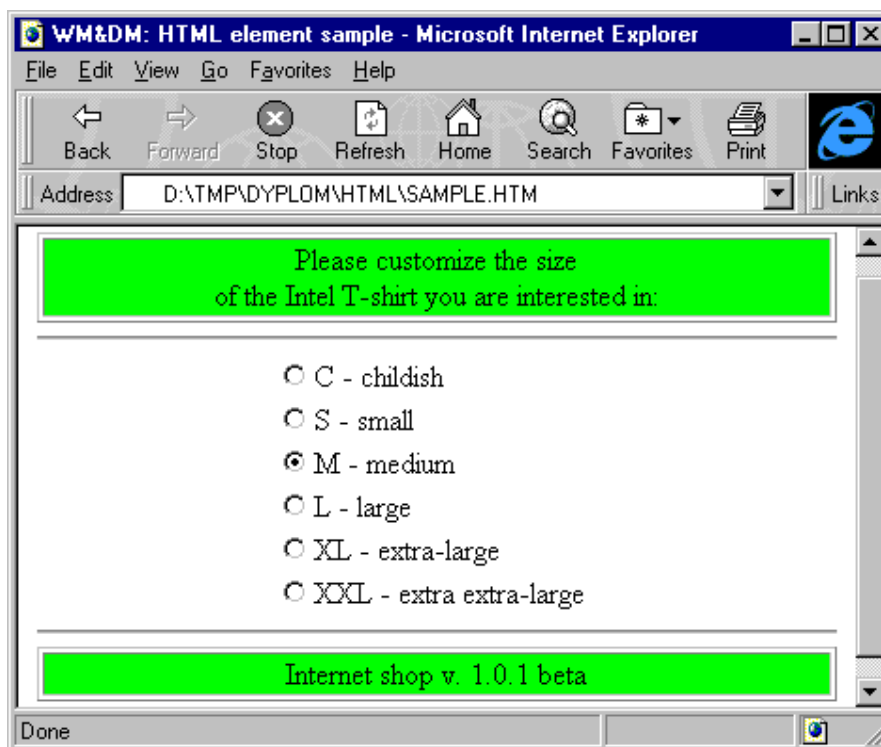 WM&DM: HTML element sample - Microsoft Internet Explorer
File Edit View Go Favorites Help
Back Forward Stop Refresh Home Search Favorites Print
Address D:\TMP\DYPLOM\HTML\SAMPLE.HTM Links
Please customize the size
of the Intel T-shirt you are interested in:
C - childish
S - small
M - medium
L - large
XL - extra-large
XXL - extra extra-large
Internet shop v. 1.0.1 beta
Done